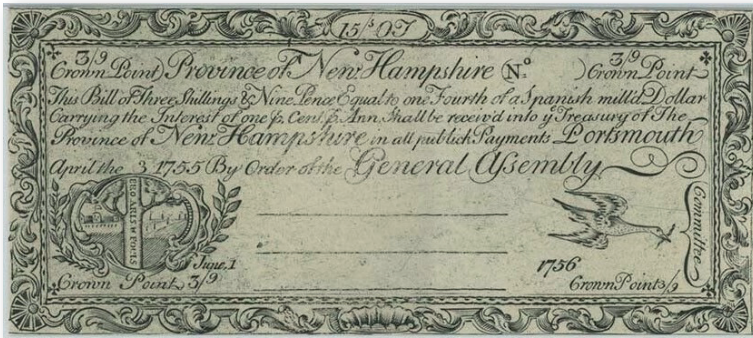 15/s OT
3/9 3/9
Crown Point) Province of New Hampshire (No )Crown Point
This Bill of Three Shillings & Nine Pence Equal to one Fourth of a Spanish mill'd Dollar
Carrying the Interest of one ꝑ. Cent. ꝑ. Ann. Shall be receiv'd into ye Treasury of The
Province of New Hampshire in all publick Payments Portsmouth
April the 3 1755 By Order of the General Assembly
Committee
June 1 1756
Crown Point 3/9 Crown Point 3/9